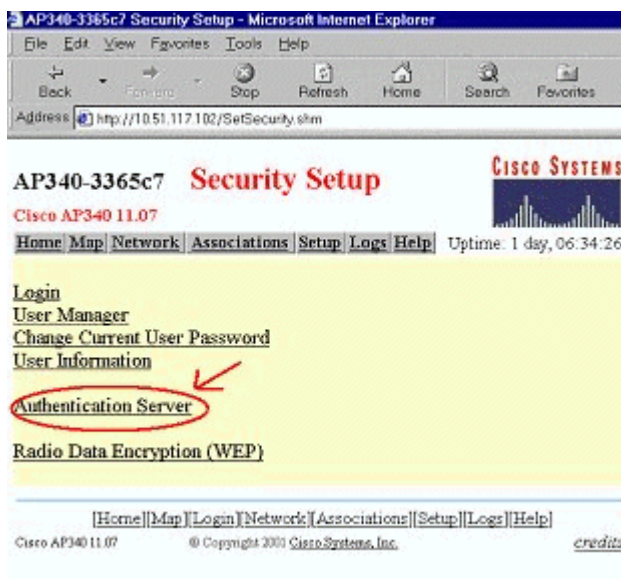 AP340-3365c7 Security Setup - Microsoft Internet Explorer
File Edit View Favorites Tools Help
Back Forward Stop Refresh Home Search Favorites
Address http://10.51.117.102/SetSecurity.shm
AP340-3365c7 Security Setup
CISCO SYSTEMS
Cisco AP340 11.07
Home Map Network Associations Setup Logs Help Uptime: 1 day, 06:34:26
Login
User Manager
Change Current User Password
User Information
Authentication Server
Radio Data Encryption (WEP)
[Home][Map][Login][Network][Associations][Setup][Logs][Help]
Cisco AP340 11.07 © Copyright 2001 Cisco Systems, Inc. credits